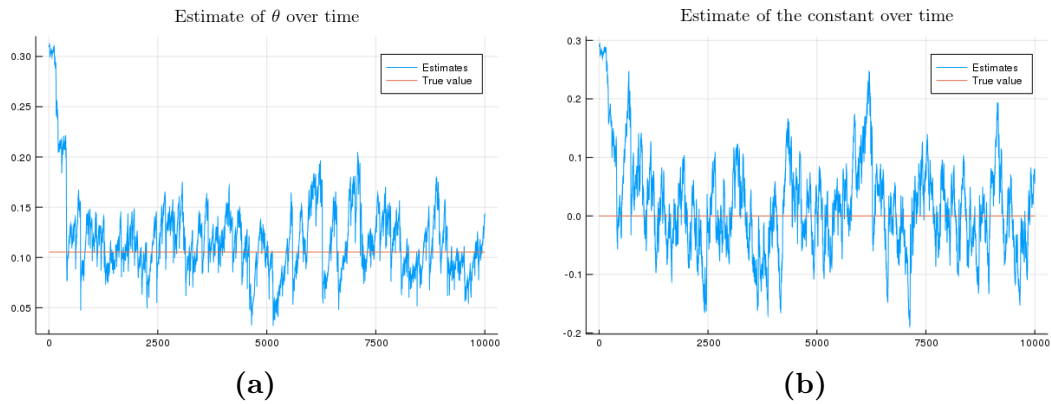 Estimate of θ over time
0.30
0.25
0.20
0.15
0.10
0.05
0
2500
5000
7500
10000
Estimates
True value
(a)
Estimate of the constant over time
0.3
0.2
0.1
0.0
-0.1
-0.2
0
2500
5000
7500
10000
Estimates
True value
(b)